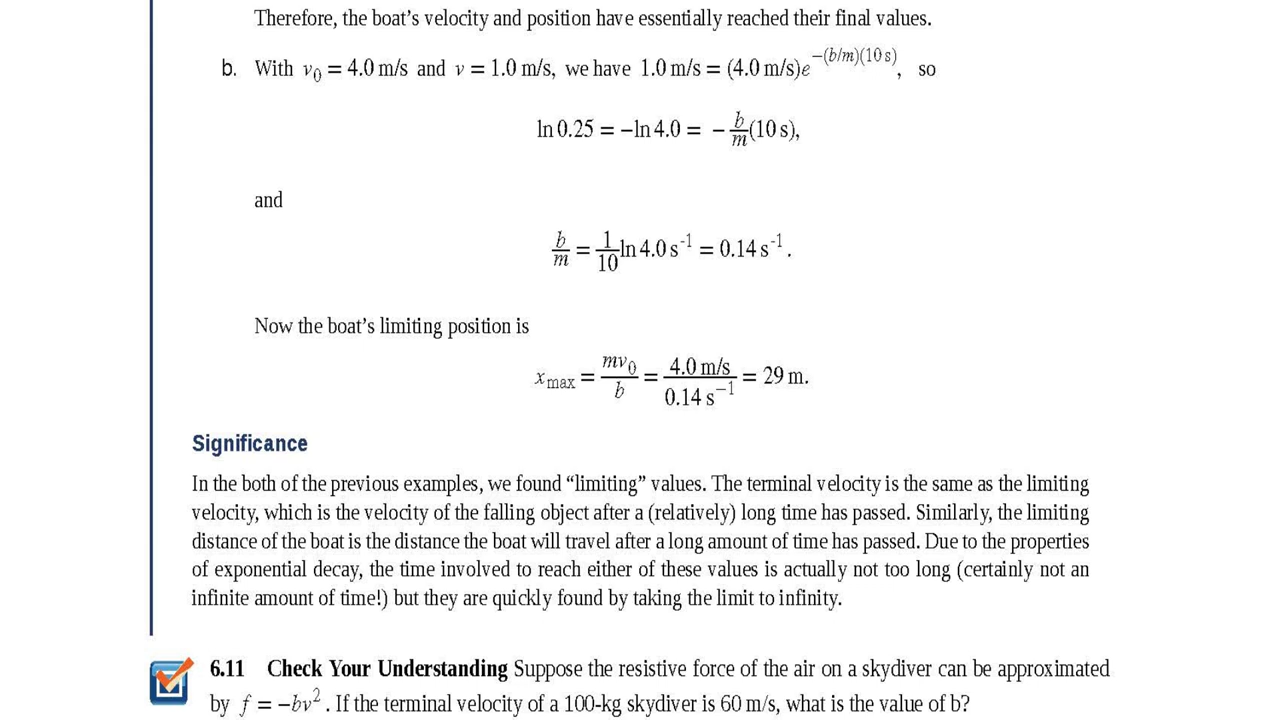 Therefore, the boat's velocity and position have essentially reached their final values.
b. With v₀ = 4.0 m/s and v = 1.0 m/s, we have 1.0 m/s = (4.0 m/s)e^−(b/m)(10 s), so
ln 0.25 = −ln 4.0 = −b/m(10 s),
and
b/m = 1/10 ln 4.0 s⁻¹ = 0.14 s⁻¹.
Now the boat's limiting position is
x_max = mv₀/b = 4.0 m/s / 0.14 s⁻¹ = 29 m.
Significance
In the both of the previous examples, we found “limiting” values. The terminal velocity is the same as the limiting
velocity, which is the velocity of the falling object after a (relatively) long time has passed. Similarly, the limiting
distance of the boat is the distance the boat will travel after a long amount of time has passed. Due to the properties
of exponential decay, the time involved to reach either of these values is actually not too long (certainly not an
infinite amount of time!) but they are quickly found by taking the limit to infinity.
6.11 Check Your Understanding Suppose the resistive force of the air on a skydiver can be approximated
by f = −bv². If the terminal velocity of a 100-kg skydiver is 60 m/s, what is the value of b?